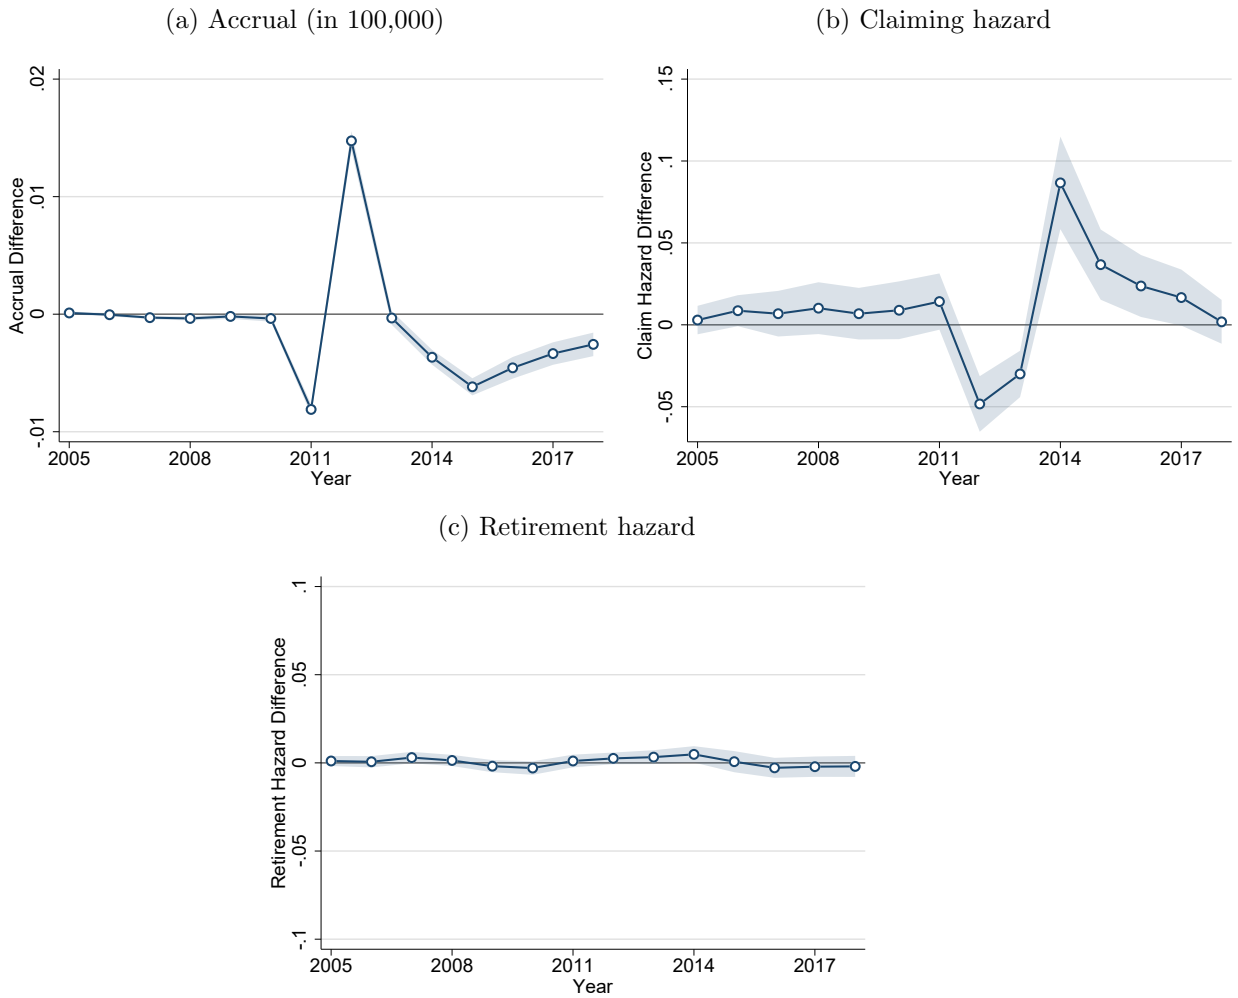 (a) Accrual (in 100,000)
Accrual Difference
.02
.01
0
-.01
2005 2008 2011 2014 2017
Year
(b) Claiming hazard
Claim Hazard Difference
.15
.1
.05
0
-.05
2005 2008 2011 2014 2017
Year
(c) Retirement hazard
Retirement Hazard Difference
.1
.05
0
-.05
-.1
2005 2008 2011 2014 2017
Year